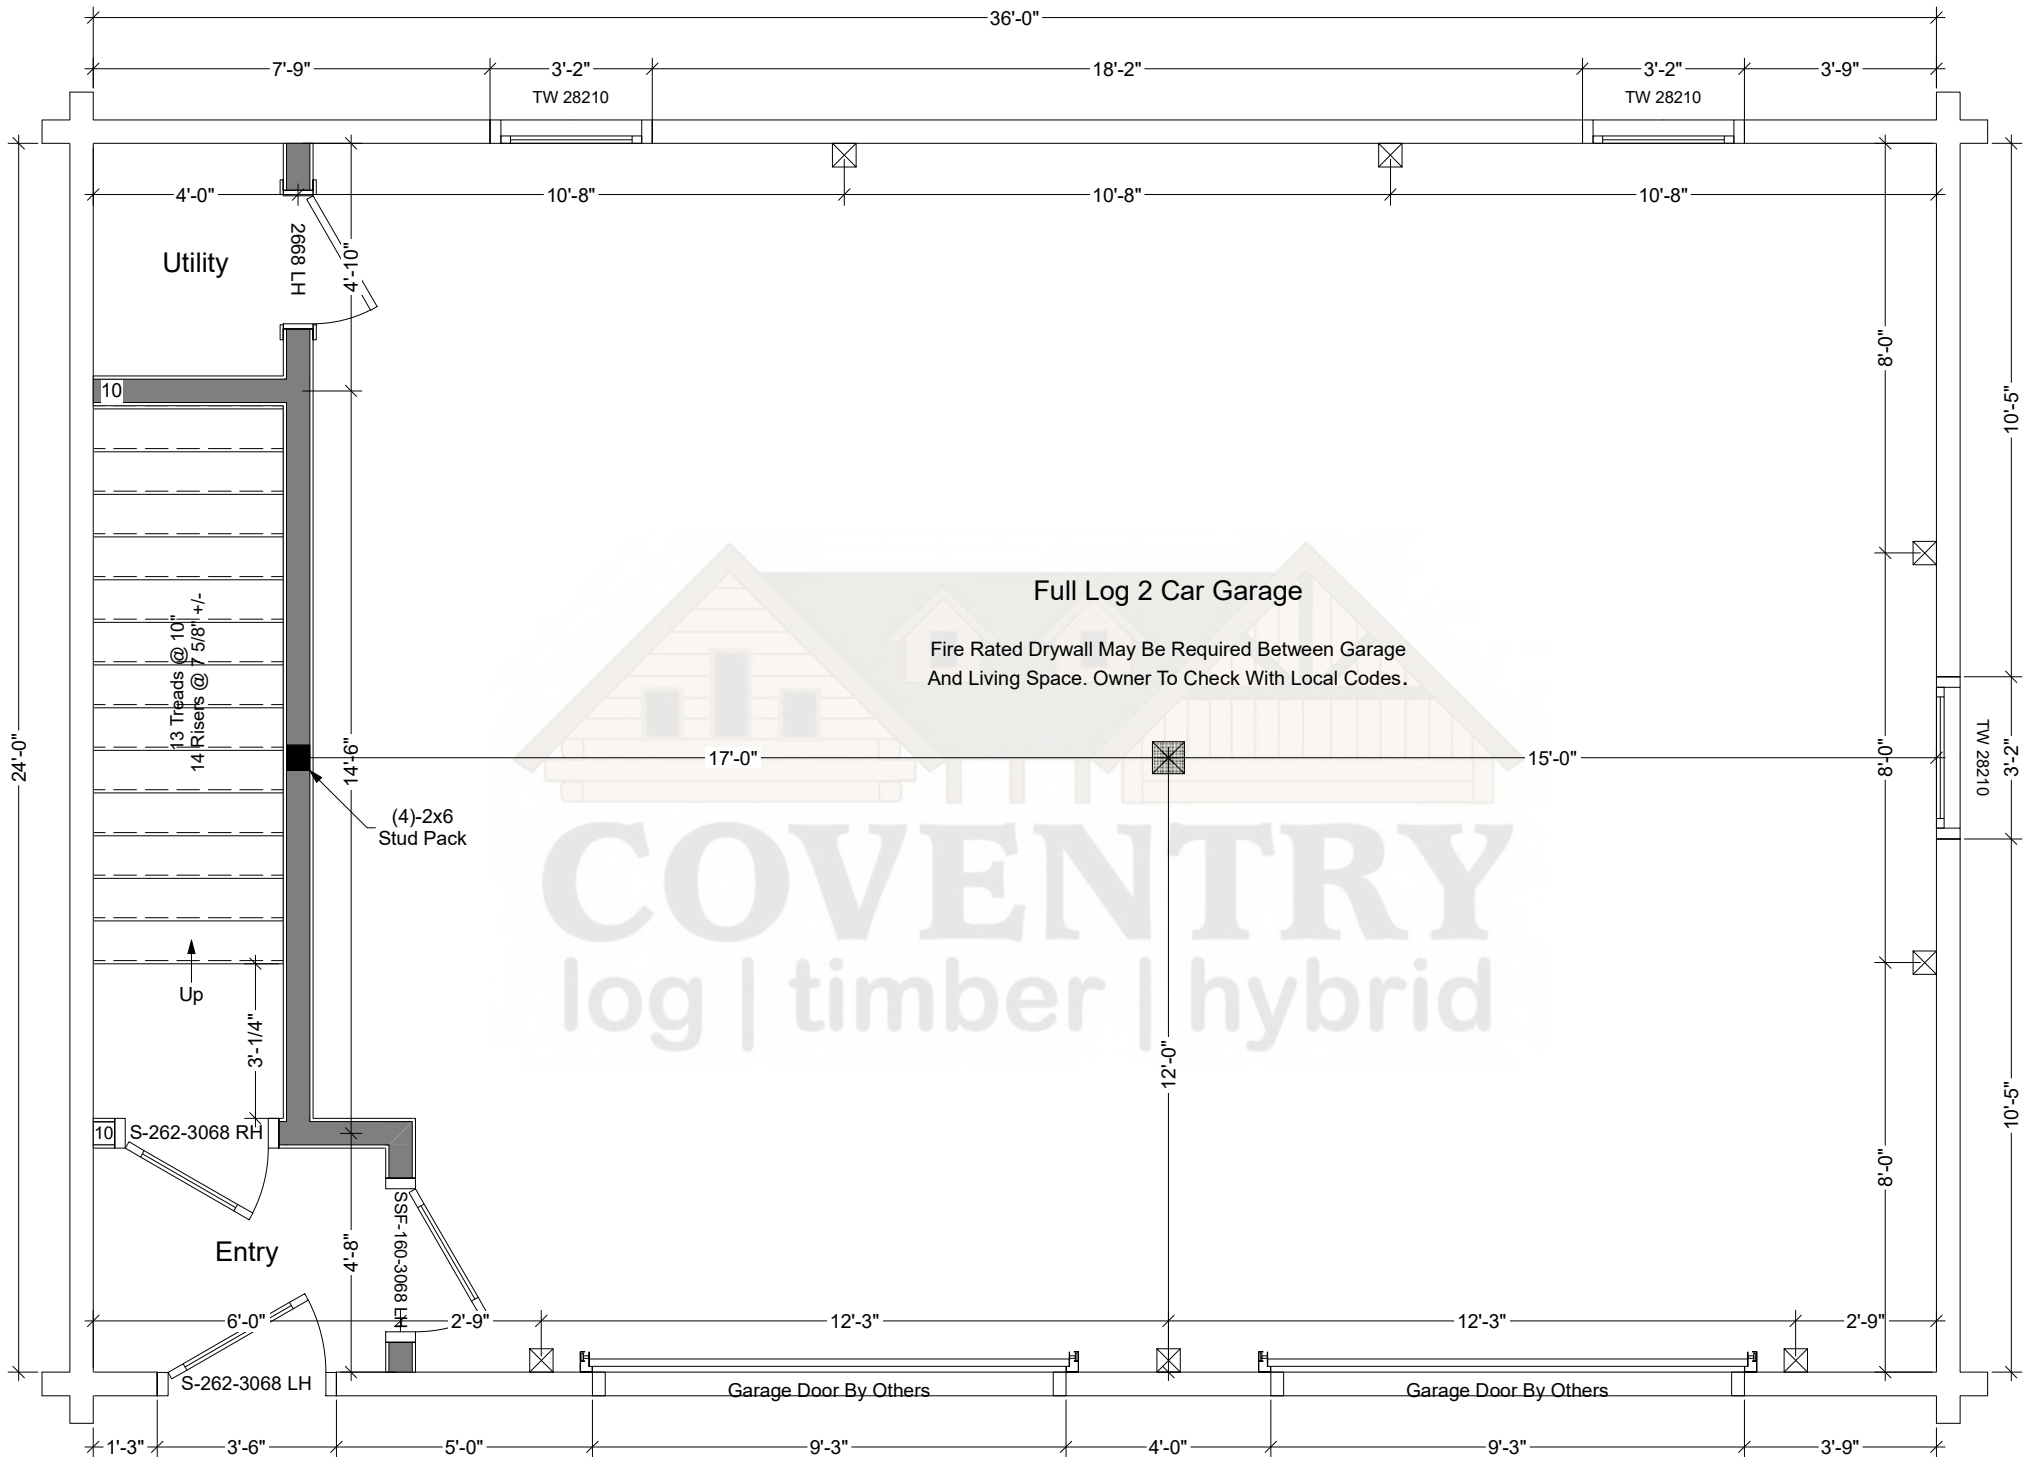 36'-0"
7'-9"
3'-2"
18'-2"
3'-2"
3'-9"
TW 28210
TW 28210
4'-0"
10'-8"
10'-8"
10'-8"
2668 LH
4'-10"
Utility
8'-0"
10'-5"
10
Full Log 2 Car Garage
Fire Rated Drywall May Be Required Between Garage
And Living Space. Owner To Check With Local Codes.
13 Treads @ 10"
14 Risers @ 7 5/8" +/-
24'-0"
14'-6"
17'-0"
15'-0"
8'-0"
TW 28210
3'-2"
(4)-2x6
Stud Pack
COVENTRY
log | timber | hybrid
Up
3'-1/4"
12'-0"
10'-5"
10
S-262-3068 RH
8'-0"
SSF-160-3068 LH
Entry
4'-8"
6'-0"
2'-9"
12'-3"
12'-3"
2'-9"
S-262-3068 LH
Garage Door By Others
Garage Door By Others
1'-3"
3'-6"
5'-0"
9'-3"
4'-0"
9'-3"
3'-9"